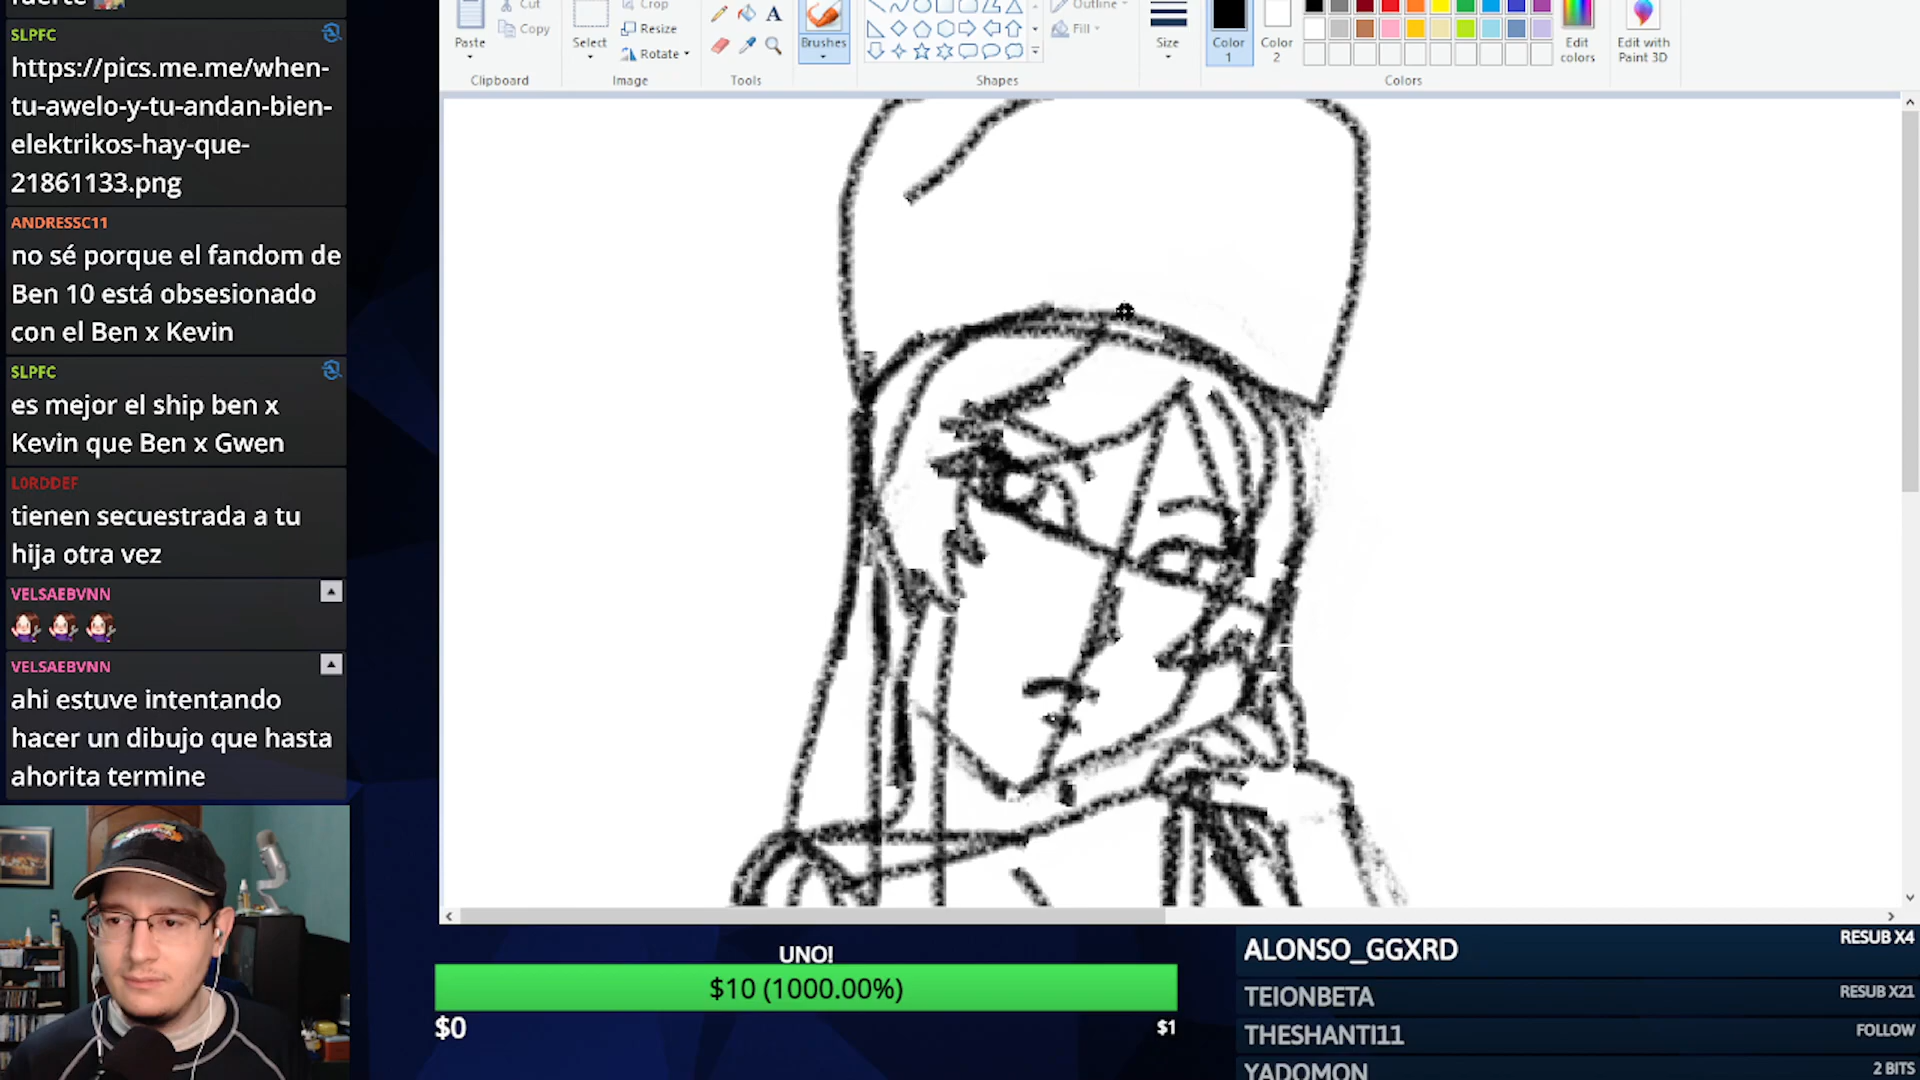 fuerte
SLPFC
https://pics.me.me/when-
tu-awelo-y-tu-andan-bien-
elektrikos-hay-que-
21861133.png
ANDRESSC11
no sé porque el fandom de
Ben 10 está obsesionado
con el Ben x Kevin
SLPFC
es mejor el ship ben x
Kevin que Ben x Gwen
L0RDDEF
tienen secuestrada a tu
hija otra vez
VELSAEBVNN
VELSAEBVNN
ahi estuve intentando
hacer un dibujo que hasta
ahorita termine
Paste
Cut
Copy
Clipboard
Select
Crop
Resize
Rotate
Image
A
Tools
Brushes
Shapes
Outline
Fill
Size
Color
1
Color
2
Colors
Edit
colors
Edit with
Paint 3D
UNO!
$10 (1000.00%)
$0
$1
ALONSO_GGXRD
RESUB X4
TEIONBETA
RESUB X21
THESHANTI11
FOLLOW
YADOMON
2 BITS